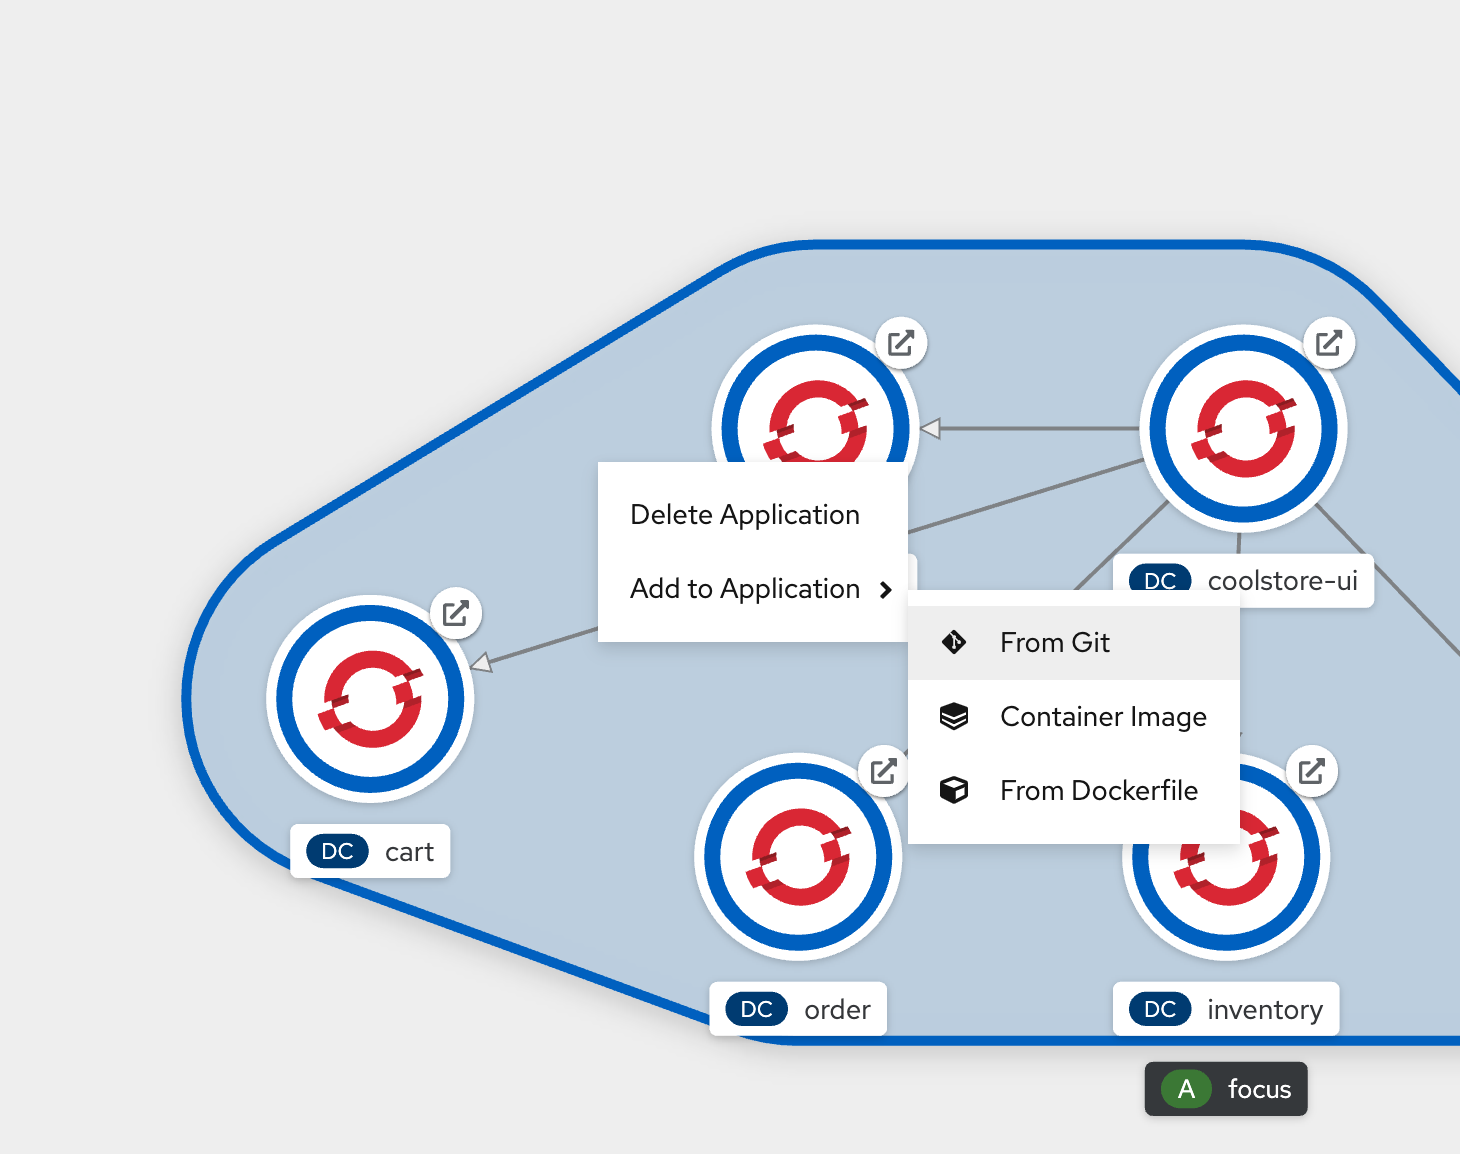 Delete Application
Add to Application
DC coolstore-ui
From Git
Container Image
From Dockerfile
DC cart
DC order
DC inventory
A focus